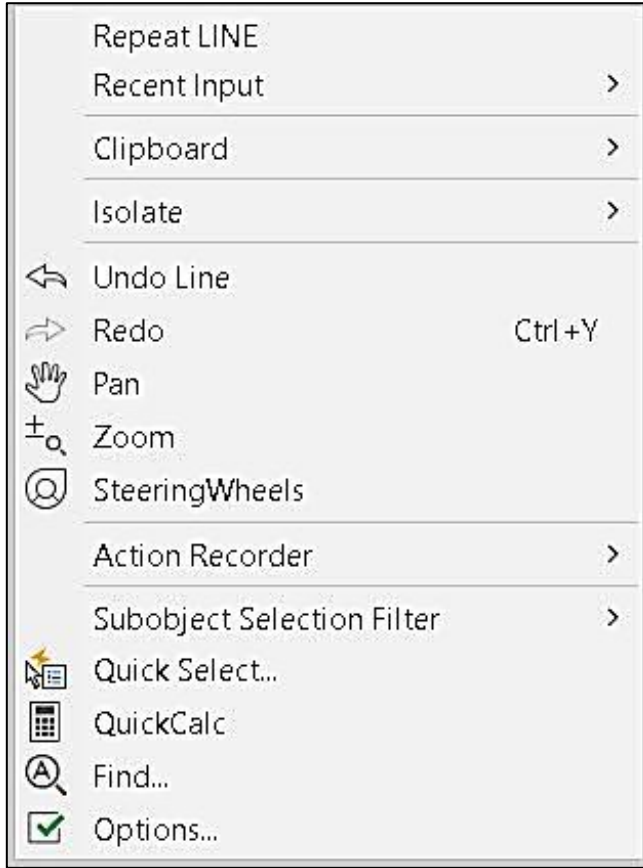 Repeat LINE
Recent Input
Clipboard
Isolate
Undo Line
Redo Ctrl+Y
Pan
Zoom
SteeringWheels
Action Recorder
Subobject Selection Filter
Quick Select...
QuickCalc
Find...
Options...